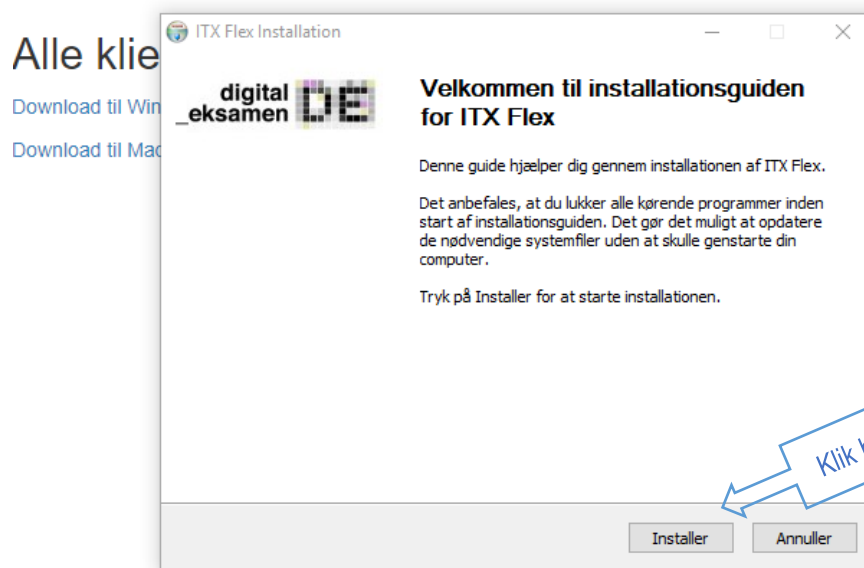 ITX Flex Installation
Alle klie
Download til Win
Download til Mac
digital
_eksamen DE
Velkommen til installationsguiden
for ITX Flex
Denne guide hjælper dig gennem installationen af ITX Flex.
Det anbefales, at du lukker alle kørende programmer inden
start af installationsguiden. Det gør det muligt at opdatere
de nødvendige systemfiler uden at skulle genstarte din
computer.
Tryk på Installer for at starte installationen.
Klik
Installer
Annuller